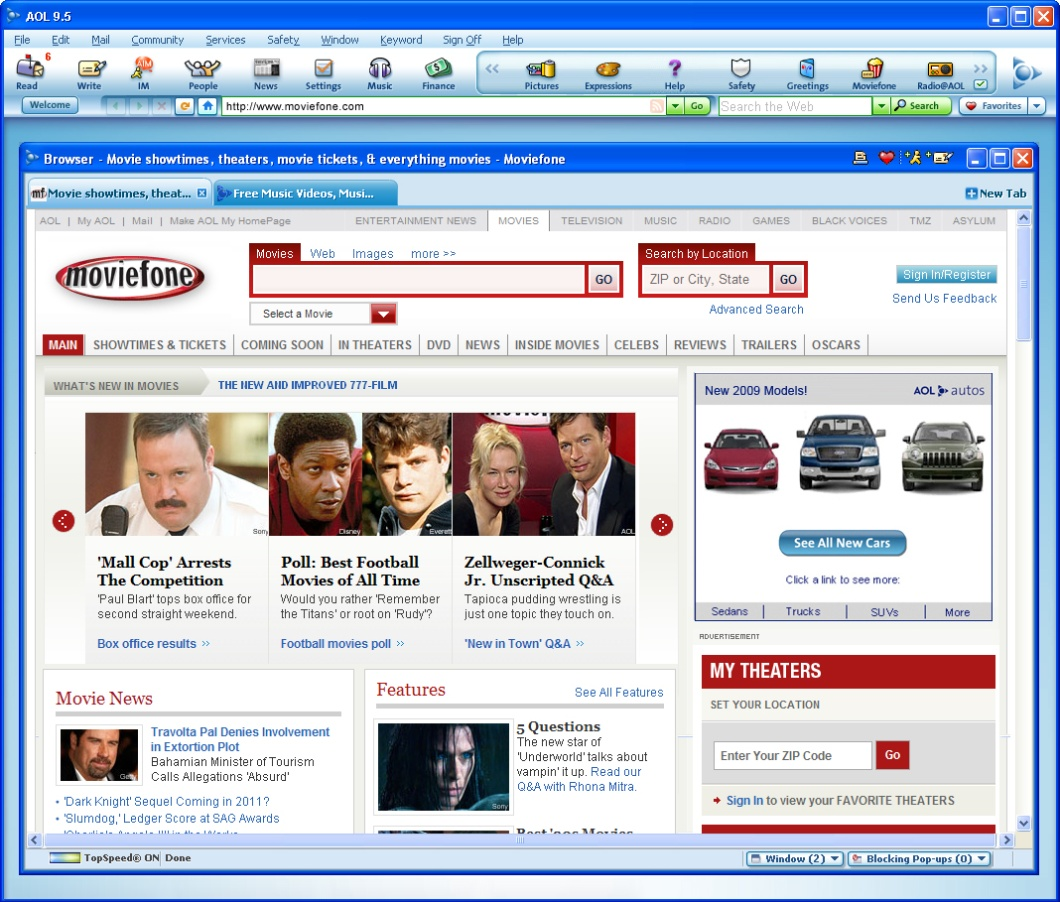 AOL 9.5
File Edit Mail Community Services Safety Window Keyword Sign Off Help
6
AIM
NEWS
Read Write IM People News Settings Music Finance Pictures Expressions Help Safety Greetings Moviefone Radio@AOL
Welcome http://www.moviefone.com Go Search the Web Search Favorites
Browser - Movie showtimes, theaters, movie tickets, & everything movies - Moviefone
mf Movie showtimes, theat... Free Music Videos, Musi... New Tab
AOL | My AOL | Mail | Make AOL My HomePage ENTERTAINMENT NEWS MOVIES TELEVISION MUSIC RADIO GAMES BLACK VOICES TMZ ASYLUM
Movies Web Images more >> Search by Location
moviefone GO ZIP or City, State GO Sign In/Register
Send Us Feedback
Select a Movie Advanced Search
MAIN SHOWTIMES & TICKETS COMING SOON IN THEATERS DVD NEWS INSIDE MOVIES CELEBS REVIEWS TRAILERS OSCARS
WHAT'S NEW IN MOVIES THE NEW AND IMPROVED 777-FILM
Sony Disney Everett AOL
'Mall Cop' Arrests
The Competition
'Paul Blart' tops box office for
second straight weekend.
Box office results >>
Poll: Best Football
Movies of All Time
Would you rather 'Remember
the Titans' or root on 'Rudy'?
Football movies poll >>
Zellweger-Connick
Jr. Unscripted Q&A
Tapioca pudding wrestling is
just one topic they touch on.
'New in Town' Q&A >>
New 2009 Models! AOL autos
See All New Cars
Click a link to see more:
Sedans | Trucks | SUVs | More
ADVERTISEMENT
Movie News
Getty
Travolta Pal Denies Involvement
in Extortion Plot
Bahamian Minister of Tourism
Calls Allegations 'Absurd'
• 'Dark Knight' Sequel Coming in 2011?
• 'Slumdog,' Ledger Score at SAG Awards
Features See All Features
Sony
5 Questions
The new star of
'Underworld' talks about
vampin' it up. Read our
Q&A with Rhona Mitra.
MY THEATERS
SET YOUR LOCATION
Enter Your ZIP Code Go
Sign In to view your FAVORITE THEATERS
TopSpeed® ON Done Window (2) Blocking Pop-ups (0)